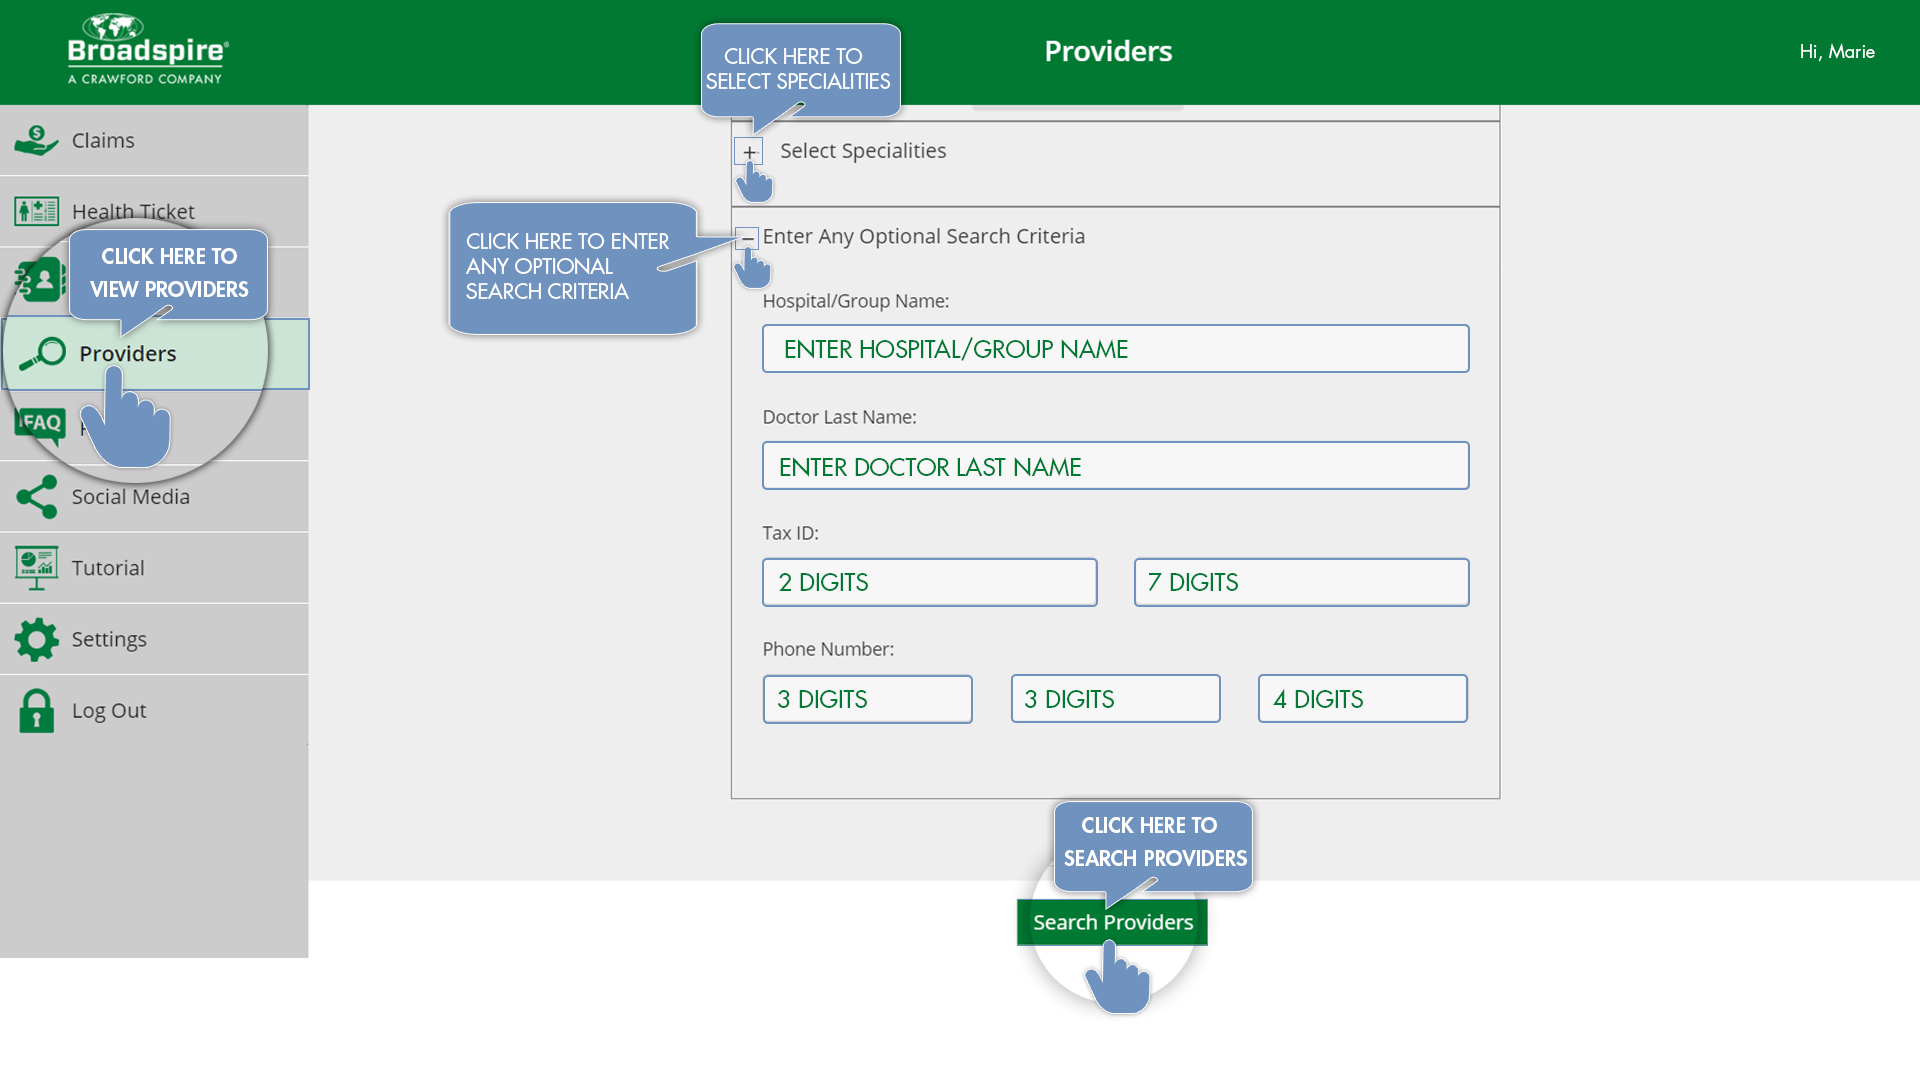 Broadspire®
A CRAWFORD COMPANY
Providers
Hi, Marie
CLICK HERE TO
SELECT SPECIALITIES
Claims
Health Ticket
CLICK HERE TO
VIEW PROVIDERS
Providers
FAQ
Social Media
Tutorial
Settings
Log Out
Select Specialities
CLICK HERE TO ENTER
ANY OPTIONAL
SEARCH CRITERIA
Enter Any Optional Search Criteria
Hospital/Group Name:
ENTER HOSPITAL/GROUP NAME
Doctor Last Name:
ENTER DOCTOR LAST NAME
Tax ID:
2 DIGITS
7 DIGITS
Phone Number:
3 DIGITS
3 DIGITS
4 DIGITS
CLICK HERE TO
SEARCH PROVIDERS
Search Providers